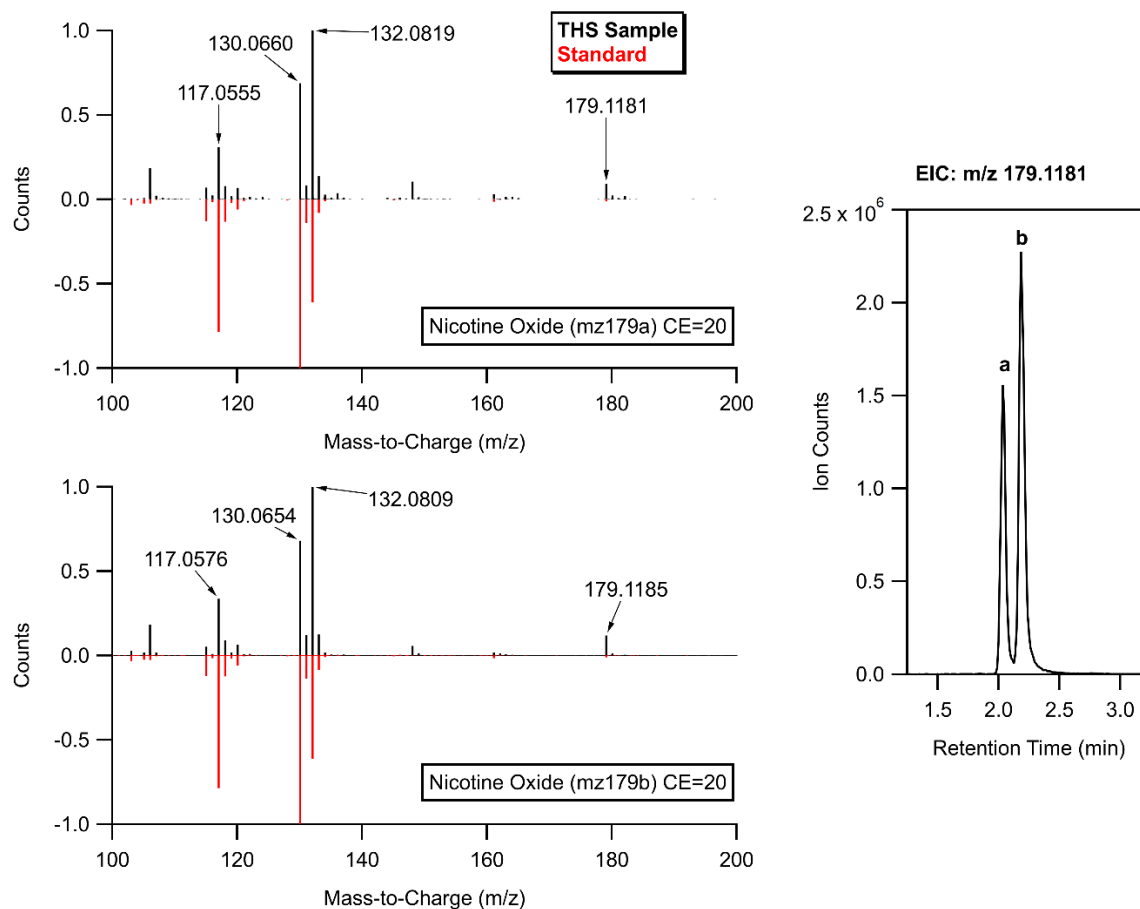 THS Sample
Standard
1.0
0.5
0.0
-0.5
-1.0
Counts
117.0555
130.0660
132.0819
179.1181
Nicotine Oxide (mz179a) CE=20
100
120
140
160
180
200
Mass-to-Charge (m/z)
1.0
0.5
0.0
-0.5
-1.0
Counts
117.0576
130.0654
132.0809
179.1185
Nicotine Oxide (mz179b) CE=20
100
120
140
160
180
200
Mass-to-Charge (m/z)
EIC: m/z 179.1181
2.5 x 10⁶
2.0
1.5
1.0
0.5
0.0
Ion Counts
a
b
1.5
2.0
2.5
3.0
Retention Time (min)